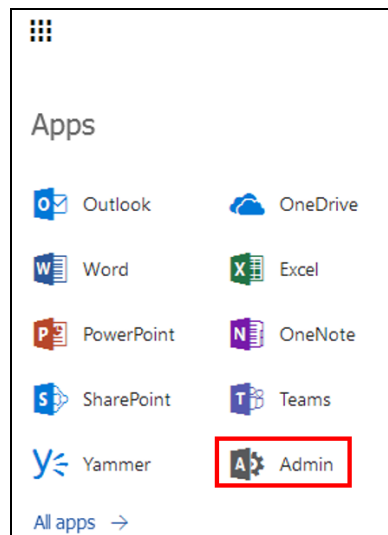 Apps
Outlook OneDrive
Word Excel
PowerPoint OneNote
SharePoint Teams
Yammer Admin
All apps →